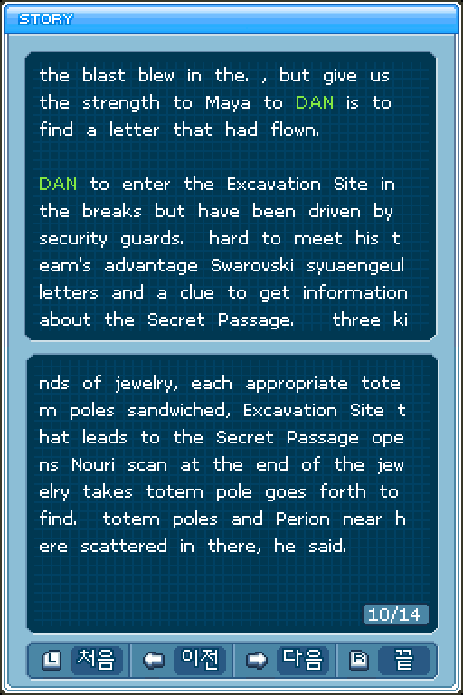 STORY
the blast blew in the. , but give us
the strength to Maya to DAN is to
find a letter that had flown.
DAN to enter the Excavation Site in
the breaks but have been driven by
security guards. hard to meet his t
eam's advantage Swarovski syuaengeul
letters and a clue to get information
about the Secret Passage. three ki
nds of jewelry, each appropriate tote
m poles sandwiched, Excavation Site t
hat leads to the Secret Passage ope
ns Nouri scan at the end of the jew
elry takes totem pole goes forth to
find. totem poles and Perion near h
ere scattered in there, he said.
10/14
L 처음 이전 다음 R 끝